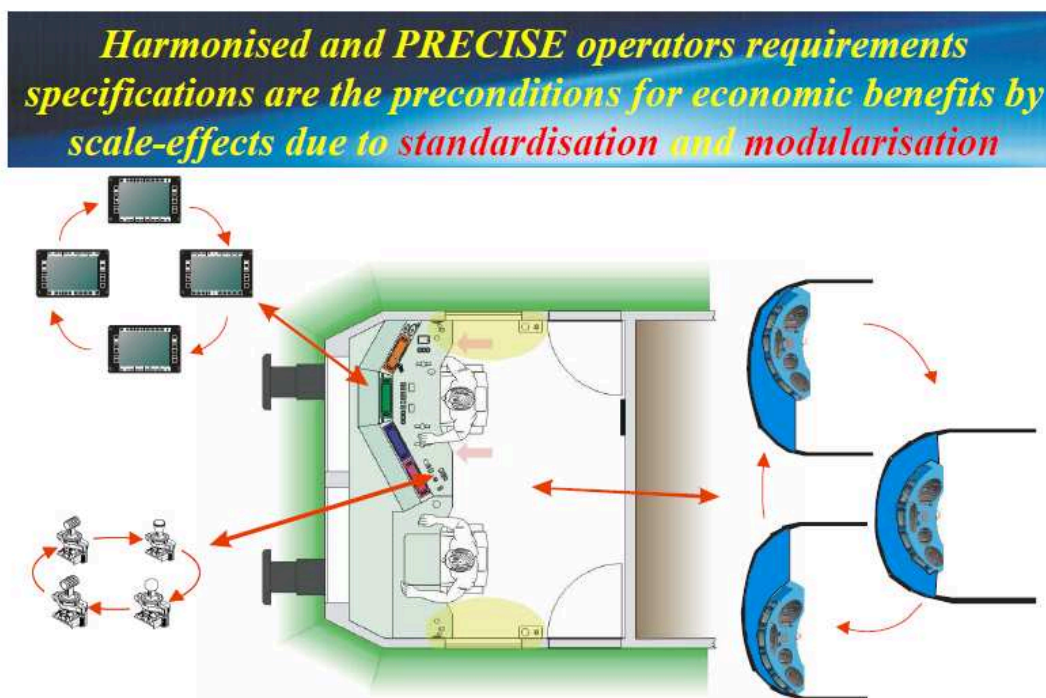 Harmonised and PRECISE operators requirements
specifications are the preconditions for economic benefits by
scale-effects due to standardisation and modularisation